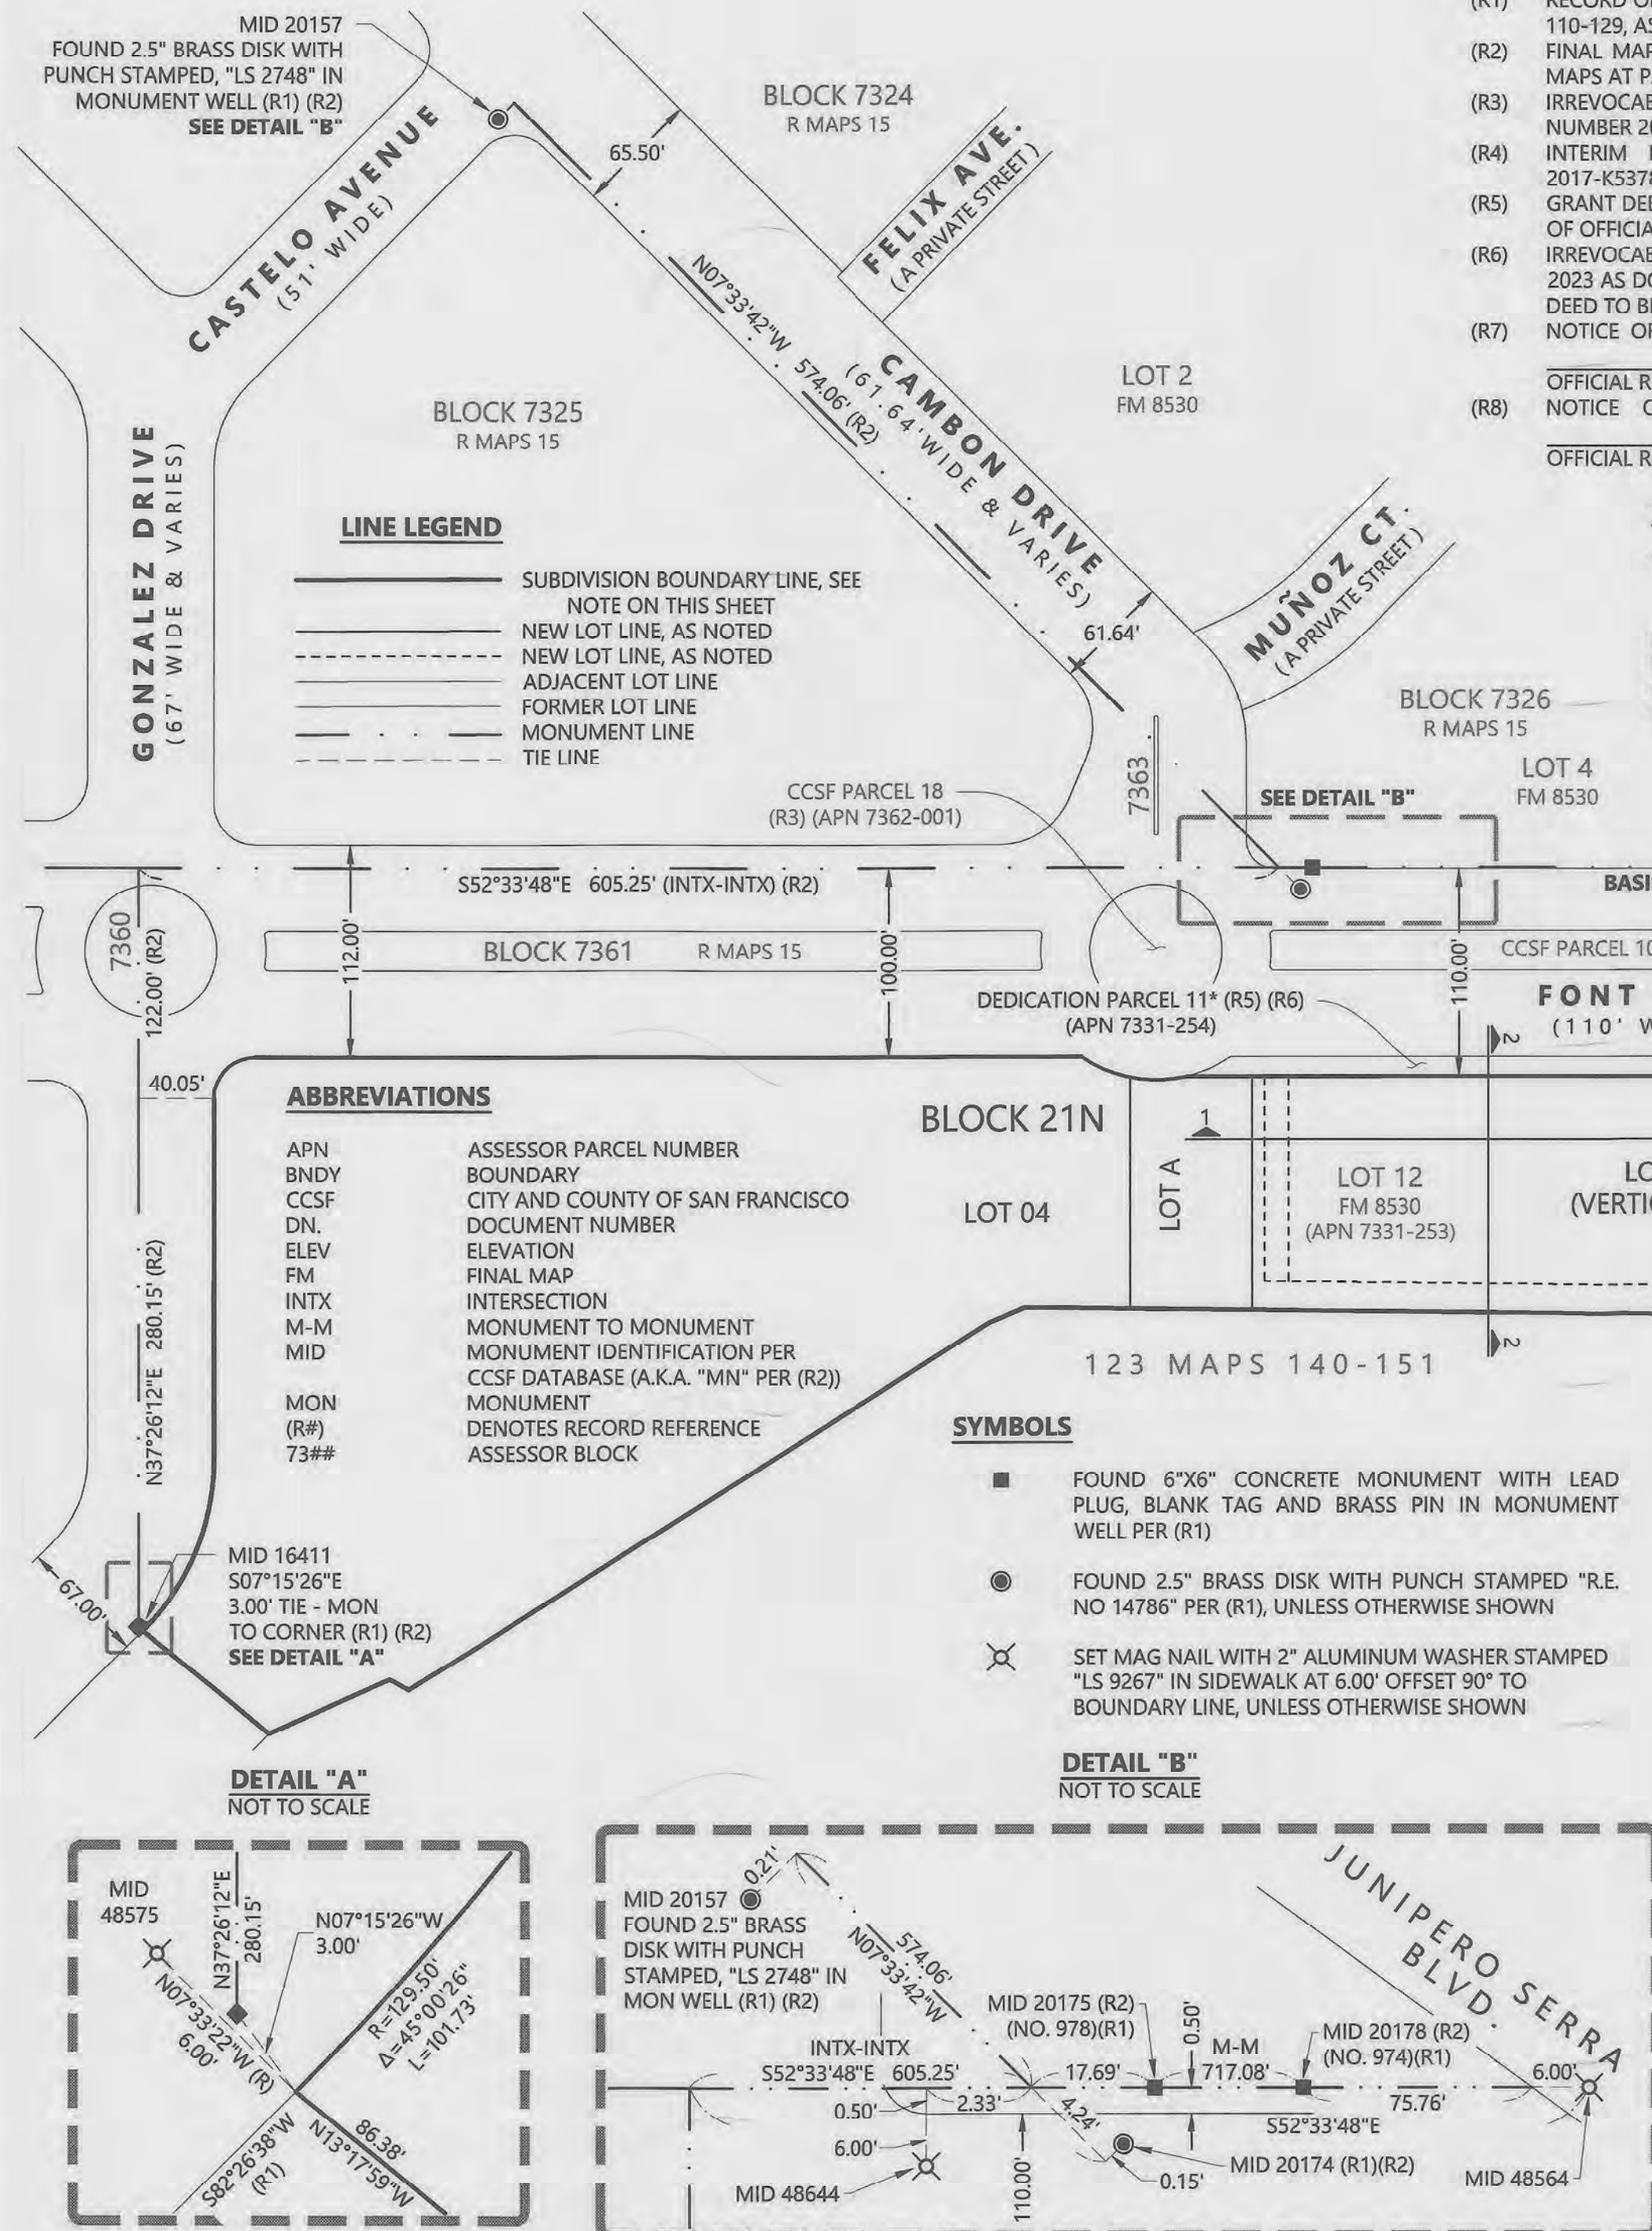 MID 20157
FOUND 2.5" BRASS DISK WITH
PUNCH STAMPED, "LS 2748" IN
MONUMENT WELL (R1) (R2)
SEE DETAIL "B"
CASTELO AVENUE
(51' WIDE)
65.50'
BLOCK 7324
R MAPS 15
FELIX AVE.
(A PRIVATE STREET)
(R1) RECORD O
110-129, AS
(R2) FINAL MAP
MAPS AT P
(R3) IRREVOCAB
NUMBER 20
(R4) INTERIM
2017-K5378
(R5) GRANT DEE
OF OFFICIA
(R6) IRREVOCAB
2023 AS DO
DEED TO B
(R7) NOTICE OF
OFFICIAL R
(R8) NOTICE
OFFICIAL R
N07°33'42"W 574.06' (R2)
CAMBON DRIVE
(61.64' WIDE & VARIES)
LOT 2
FM 8530
BLOCK 7325
R MAPS 15
GONZALEZ DRIVE
(67' WIDE & VARIES)
LINE LEGEND
SUBDIVISION BOUNDARY LINE, SEE
NOTE ON THIS SHEET
NEW LOT LINE, AS NOTED
NEW LOT LINE, AS NOTED
ADJACENT LOT LINE
FORMER LOT LINE
MONUMENT LINE
TIE LINE
61.64'
MUÑOZ CT.
(A PRIVATE STREET)
BLOCK 7326
R MAPS 15
LOT 4
FM 8530
CCSF PARCEL 18
(R3) (APN 7362-001)
7363
SEE DETAIL "B"
S52°33'48"E 605.25' (INTX-INTX) (R2)
BASI
7360
122.00' (R2)
112.00'
BLOCK 7361 R MAPS 15
100.00'
110.00'
CCSF PARCEL 10
DEDICATION PARCEL 11* (R5) (R6)
(APN 7331-254)
FONT
(110' W
2
40.05'
ABBREVIATIONS
APN ASSESSOR PARCEL NUMBER
BNDY BOUNDARY
CCSF CITY AND COUNTY OF SAN FRANCISCO
DN. DOCUMENT NUMBER
ELEV ELEVATION
FM FINAL MAP
INTX INTERSECTION
M-M MONUMENT TO MONUMENT
MID MONUMENT IDENTIFICATION PER
CCSF DATABASE (A.K.A. "MN" PER (R2))
MON MONUMENT
(R#) DENOTES RECORD REFERENCE
73## ASSESSOR BLOCK
BLOCK 21N
LOT 04
LOT A
1
LOT 12
FM 8530
(APN 7331-253)
LO
(VERTI
2
123 MAPS 140-151
N37°26'12"E 280.15' (R2)
67.00'
MID 16411
S07°15'26"E
3.00' TIE - MON
TO CORNER (R1) (R2)
SEE DETAIL "A"
SYMBOLS
FOUND 6"X6" CONCRETE MONUMENT WITH LEAD
PLUG, BLANK TAG AND BRASS PIN IN MONUMENT
WELL PER (R1)
FOUND 2.5" BRASS DISK WITH PUNCH STAMPED "R.E.
NO 14786" PER (R1), UNLESS OTHERWISE SHOWN
SET MAG NAIL WITH 2" ALUMINUM WASHER STAMPED
"LS 9267" IN SIDEWALK AT 6.00' OFFSET 90° TO
BOUNDARY LINE, UNLESS OTHERWISE SHOWN
DETAIL "A"
NOT TO SCALE
MID
48575
N37°26'12"E
280.15'
N07°15'26"W
3.00'
N07°33'22"W (R)
6.00'
R=129.50'
Δ=45°00'26"
L=101.73'
S82°26'38"W
(R1)
86.38'
N13°17'59"W
DETAIL "B"
NOT TO SCALE
0.21'
MID 20157
FOUND 2.5" BRASS
DISK WITH PUNCH
STAMPED, "LS 2748" IN
MON WELL (R1) (R2)
574.06'
N07°33'42"W
JUNIPERO SERRA
BLVD.
MID 20175 (R2)
(NO. 978)(R1)
0.50'
MID 20178 (R2)
(NO. 974)(R1)
INTX-INTX
S52°33'48"E 605.25'
17.69'
M-M
717.08'
6.00'
75.76'
0.50'
2.33'
4.24'
S52°33'48"E
6.00'
MID 20174 (R1)(R2)
0.15'
MID 48644
110.00'
MID 48564